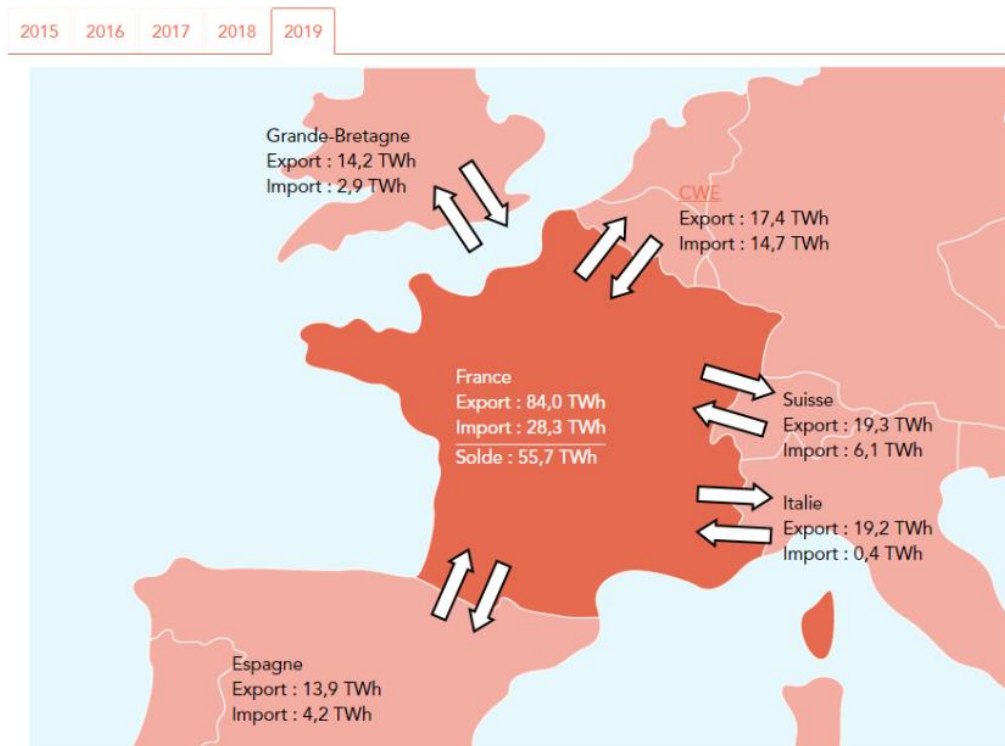 2015 2016 2017 2018 2019
Grande-Bretagne
Export : 14,2 TWh
Import : 2,9 TWh
CWE
Export : 17,4 TWh
Import : 14,7 TWh
France
Export : 84,0 TWh
Import : 28,3 TWh
Solde : 55,7 TWh
Suisse
Export : 19,3 TWh
Import : 6,1 TWh
Italie
Export : 19,2 TWh
Import : 0,4 TWh
Espagne
Export : 13,9 TWh
Import : 4,2 TWh